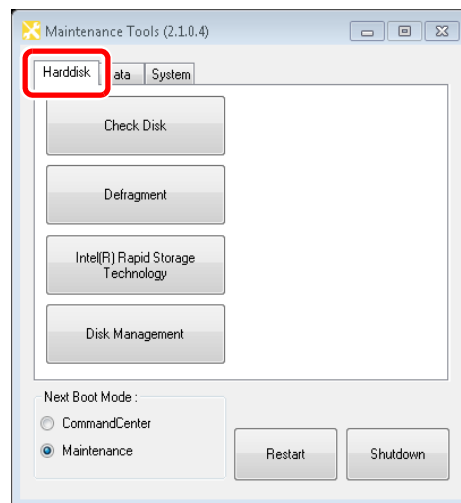 Maintenance Tools (2.1.0.4)
Harddisk ata System
Check Disk
Defragment
Intel(R) Rapid Storage
Technology
Disk Management
Next Boot Mode :
CommandCenter
Maintenance
Restart Shutdown